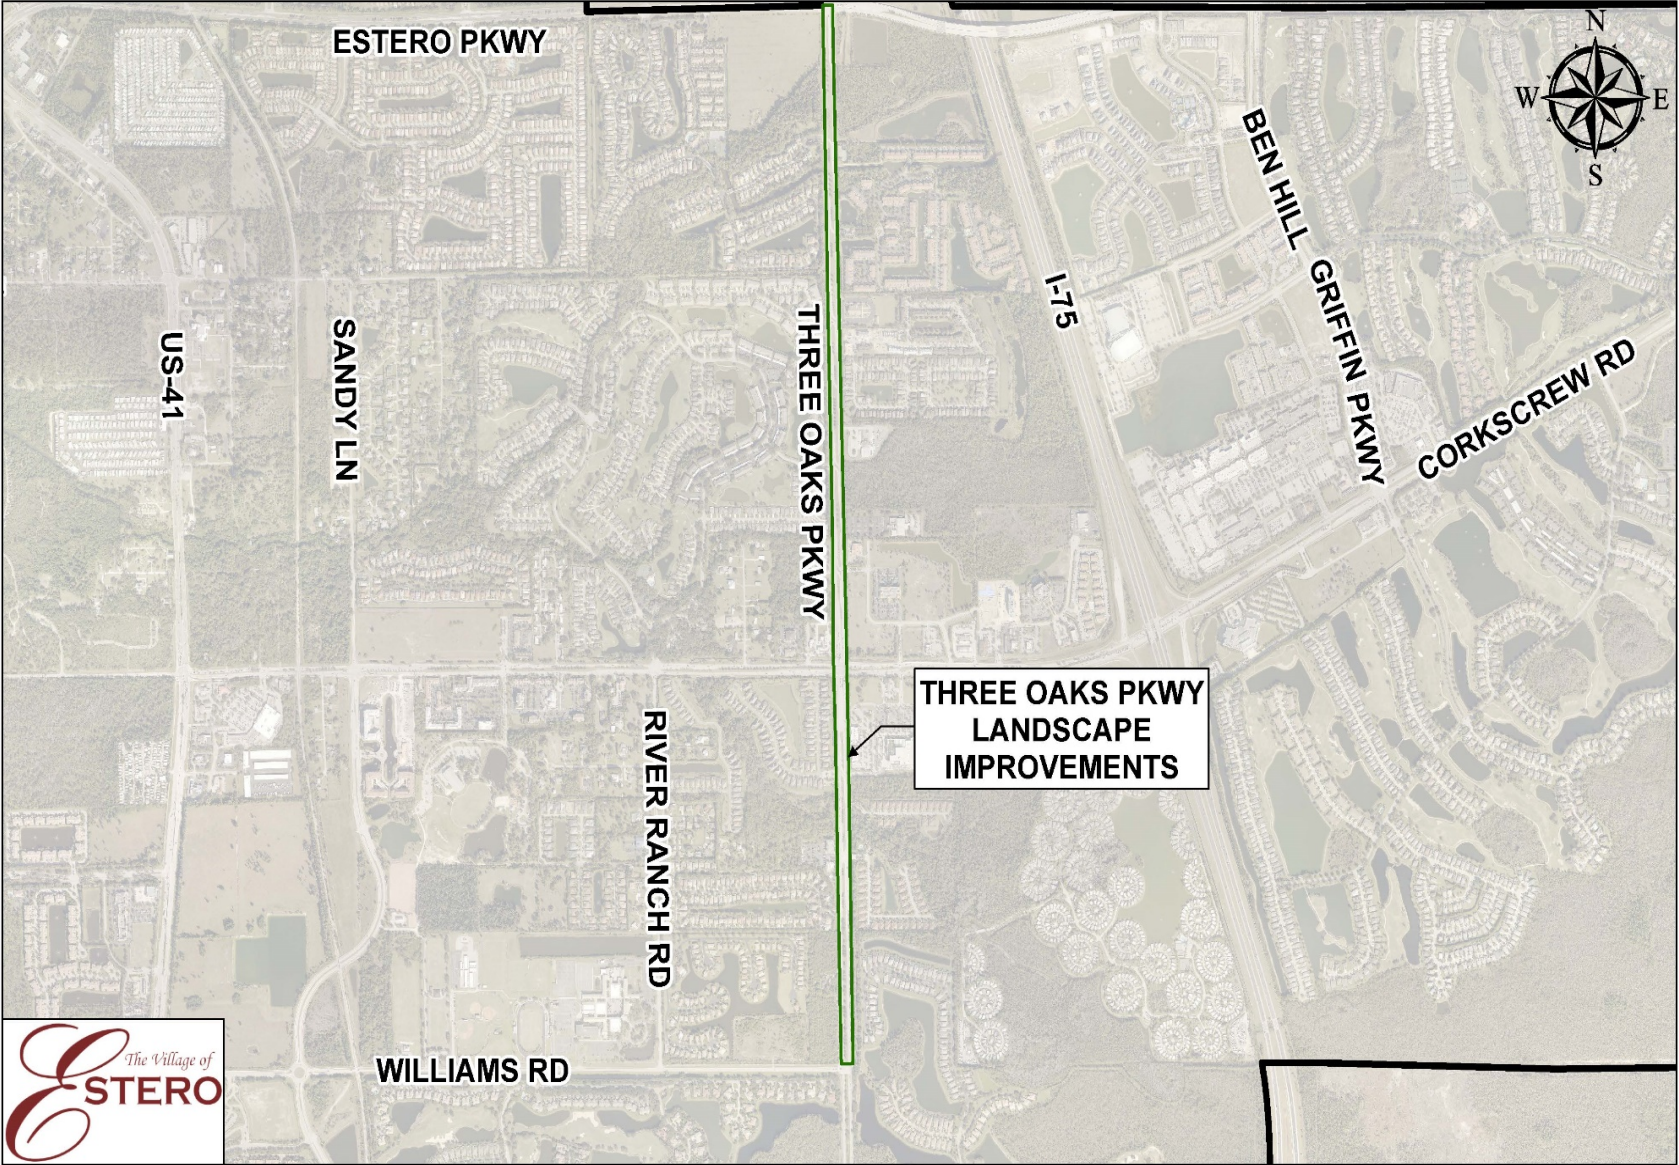 ESTERO PKWY
N
W
E
S
BEN HILL GRIFFIN PKWY
I-75
US-41
SANDY LN
THREE OAKS PKWY
CORKSCREW RD
THREE OAKS PKWY
LANDSCAPE
IMPROVEMENTS
RIVER RANCH RD
WILLIAMS RD
The Village of
ESTERO